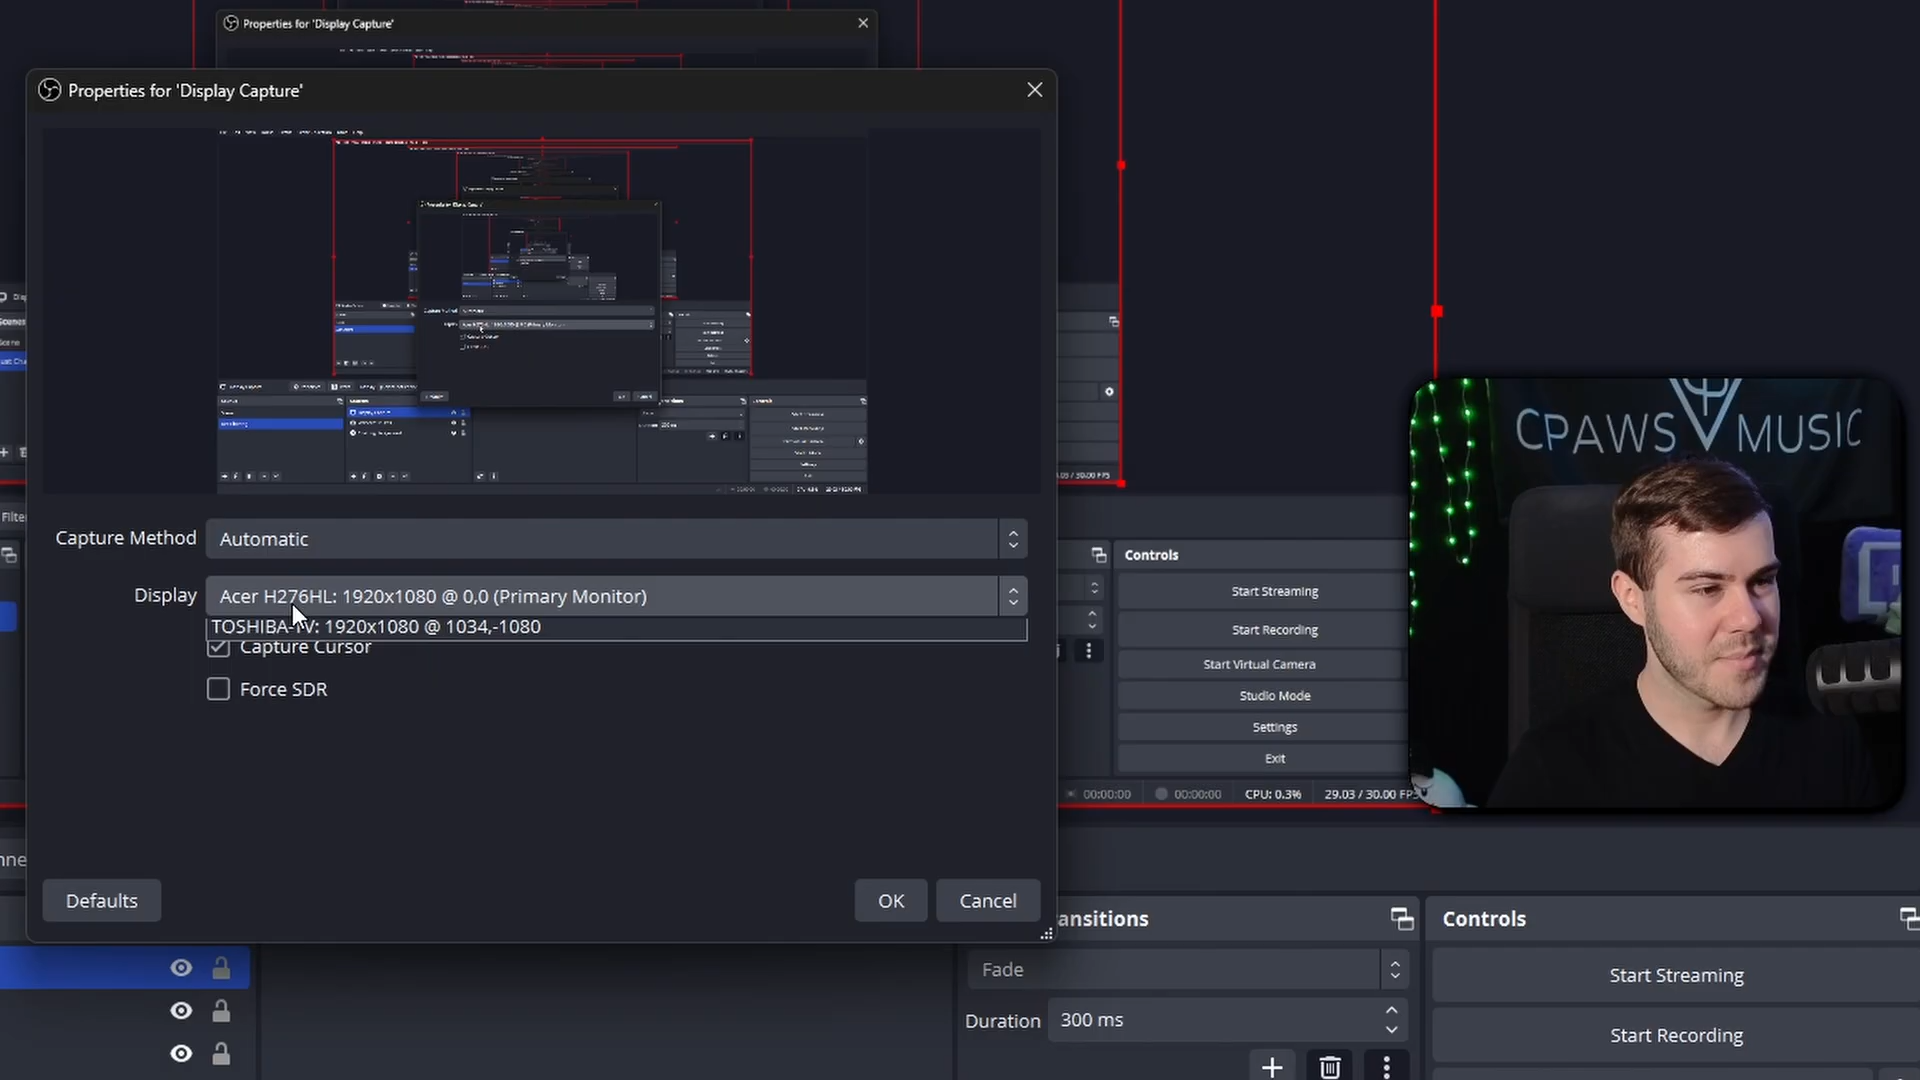 Properties for 'Display Capture'
Properties for 'Display Capture'
Capture Method
Automatic
Display
Acer H276HL: 1920x1080 @ 0,0 (Primary Monitor)
TOSHIBA-TV: 1920x1080 @ 1034,-1080
Capture Cursor
Force SDR
Defaults
OK
Cancel
Scenes
Filte
Controls
Start Streaming
Start Recording
Start Virtual Camera
Studio Mode
Settings
Exit
00:00:00
00:00:00
CPU: 0.3%
29.03 / 30.00 FPS
CPAWS MUSIC
ansitions
Fade
Duration
300 ms
Controls
Start Streaming
Start Recording